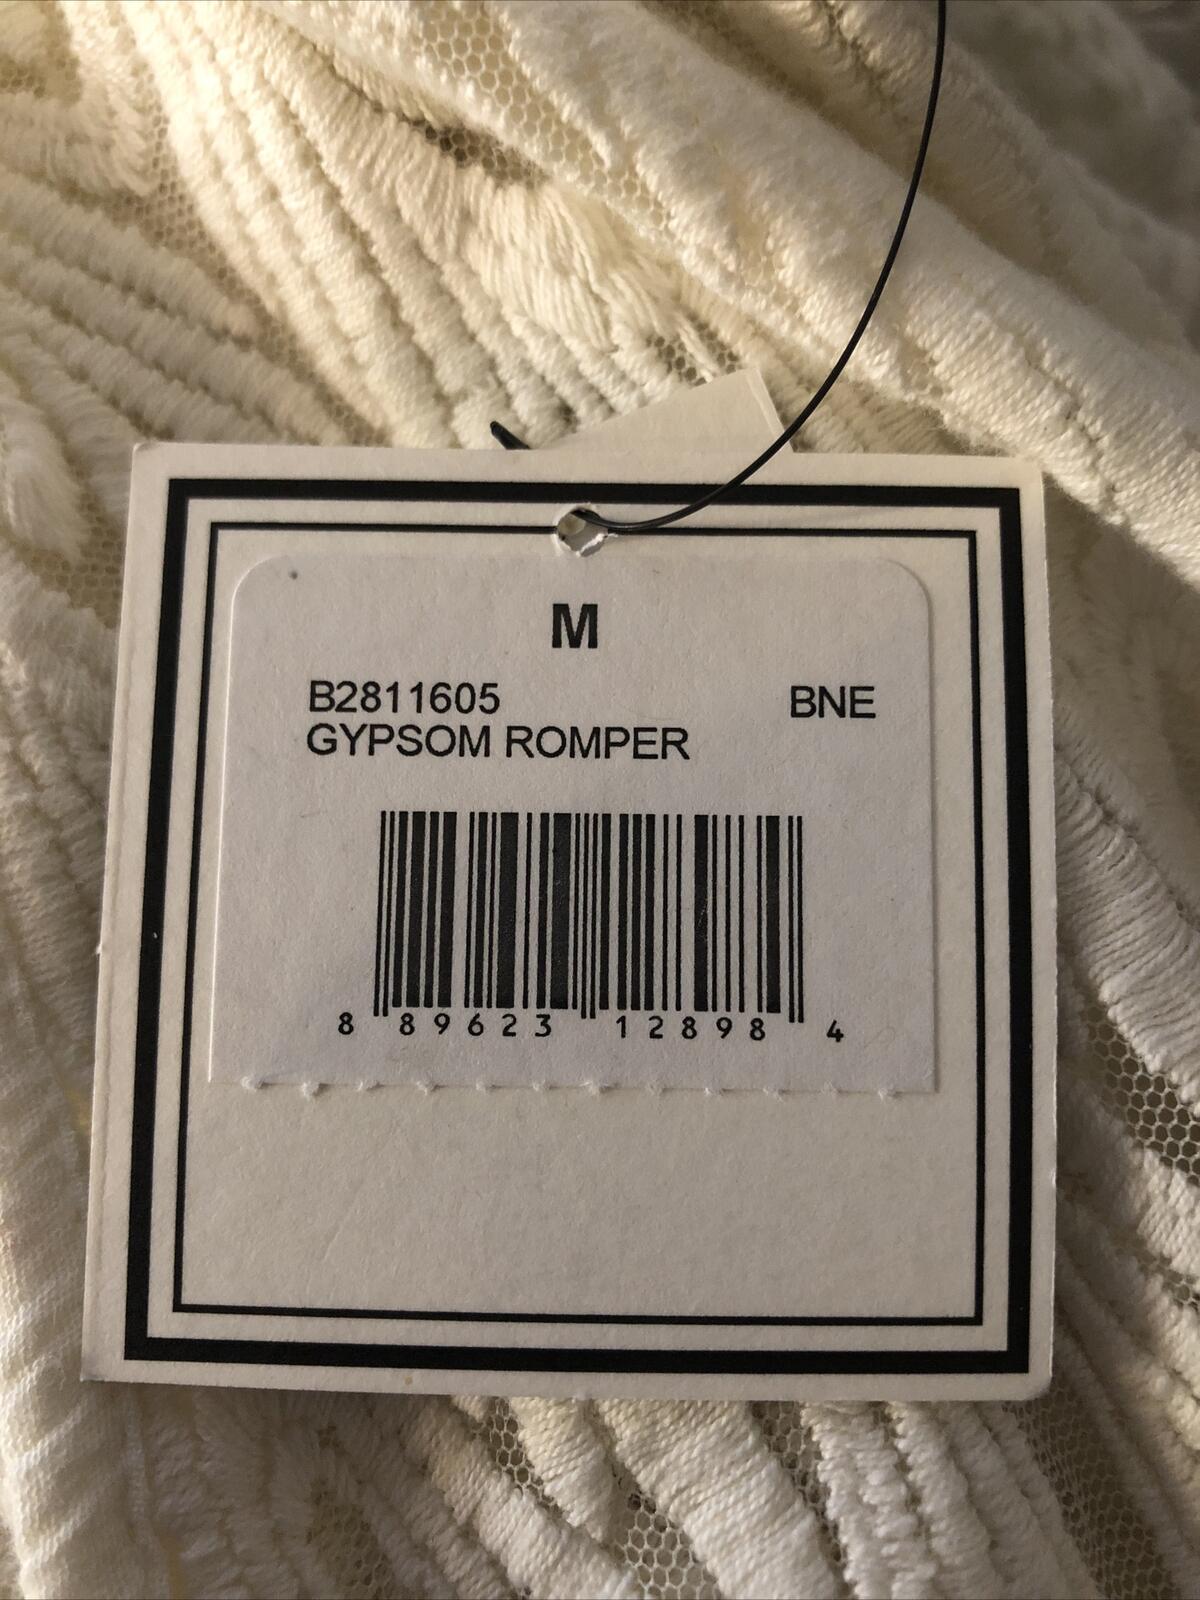 M
B2811605 BNE
GYPSOM ROMPER
8 89623 12898 4